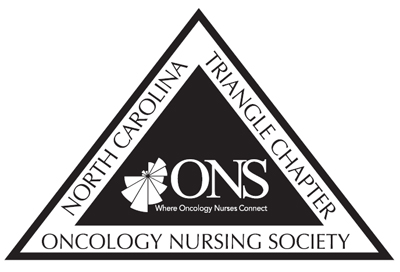 NORTH CAROLINA
TRIANGLE CHAPTER
ONS
Where Oncology Nurses Connect
ONCOLOGY NURSING SOCIETY